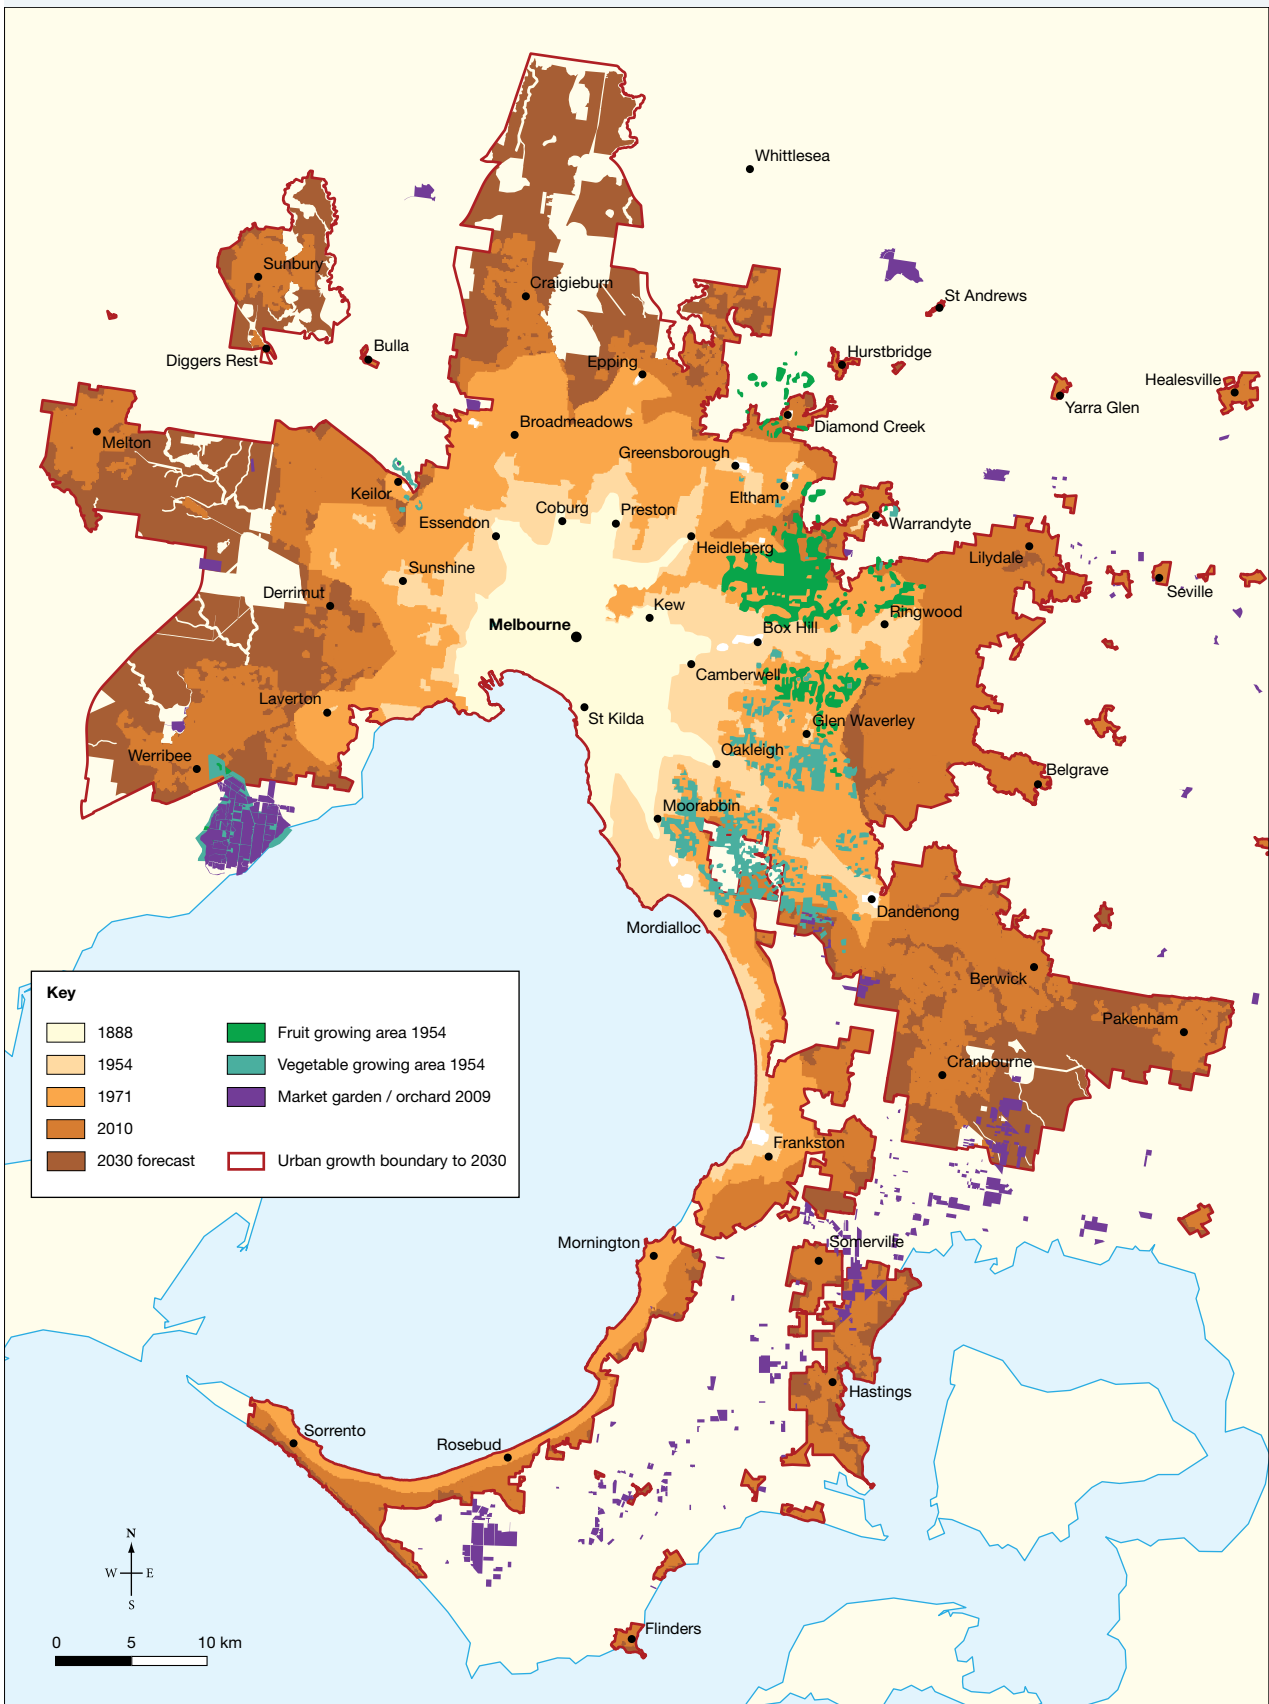 Whittlesea
Sunbury
Craigieburn
St Andrews
Diggers Rest
Bulla
Epping
Hurstbridge
Healesville
Yarra Glen
Melton
Broadmeadows
Diamond Creek
Greensborough
Keilor
Eltham
Essendon
Coburg
Preston
Warrandyte
Heidleberg
Lilydale
Sunshine
Derrimut
Seville
Kew
Ringwood
Melbourne
Box Hill
Camberwell
Laverton
St Kilda
Glen Waverley
Werribee
Oakleigh
Belgrave
Moorabbin
Dandenong
Mordialloc
Berwick
Pakenham
Cranbourne
Frankston
Mornington
Somerville
Hastings
Sorrento
Rosebud
Flinders
Key
1888
1954
1971
2010
2030 forecast
Fruit growing area 1954
Vegetable growing area 1954
Market garden / orchard 2009
Urban growth boundary to 2030
N
W E
S
0 5 10 km